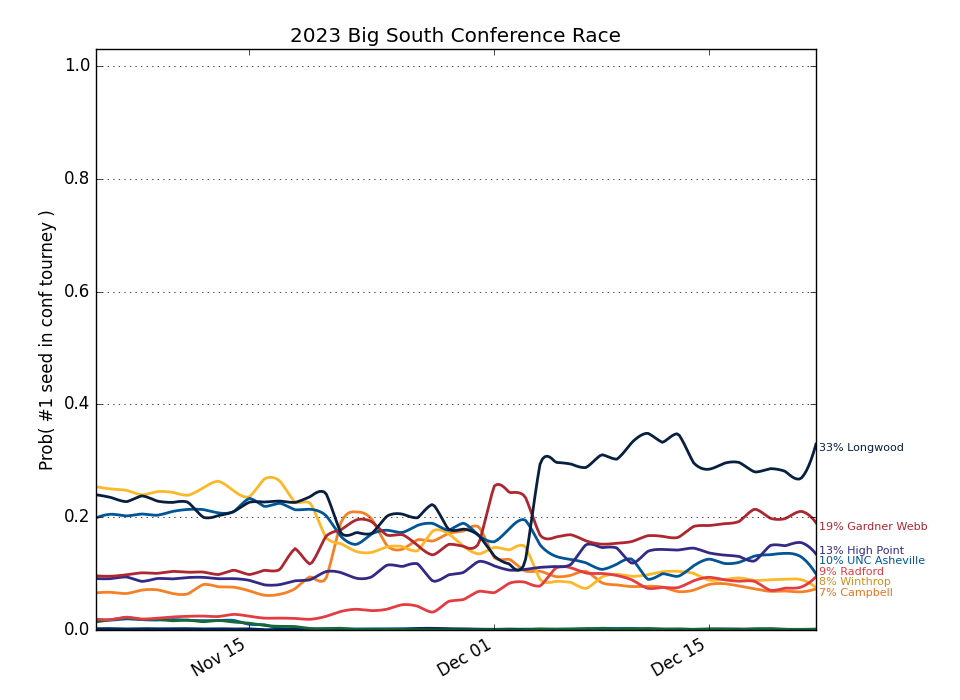 2023 Big South Conference Race
Prob( #1 seed in conf tourney )
1.0
0.8
0.6
0.4
0.2
0.0
Nov 15
Dec 01
Dec 15
33% Longwood
19% Gardner Webb
13% High Point
10% UNC Asheville
9% Radford
8% Winthrop
7% Campbell